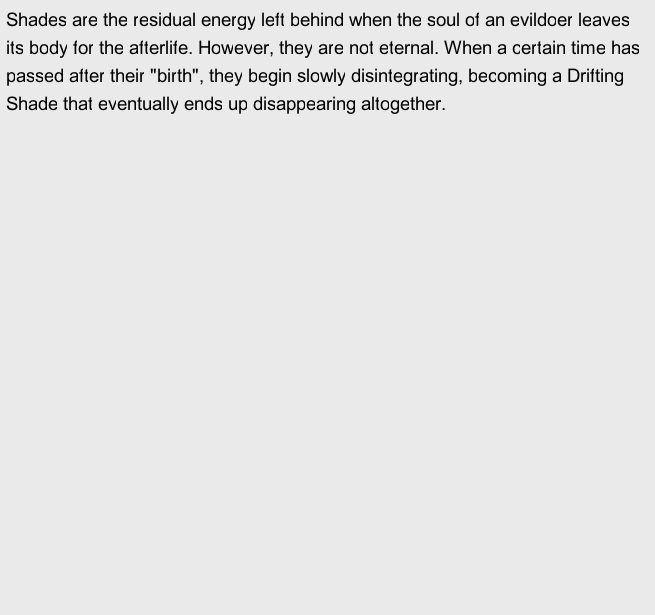 Shades are the residual energy left behind when the soul of an evildoer leaves
its body for the afterlife. However, they are not eternal. When a certain time has
passed after their "birth", they begin slowly disintegrating, becoming a Drifting
Shade that eventually ends up disappearing altogether.